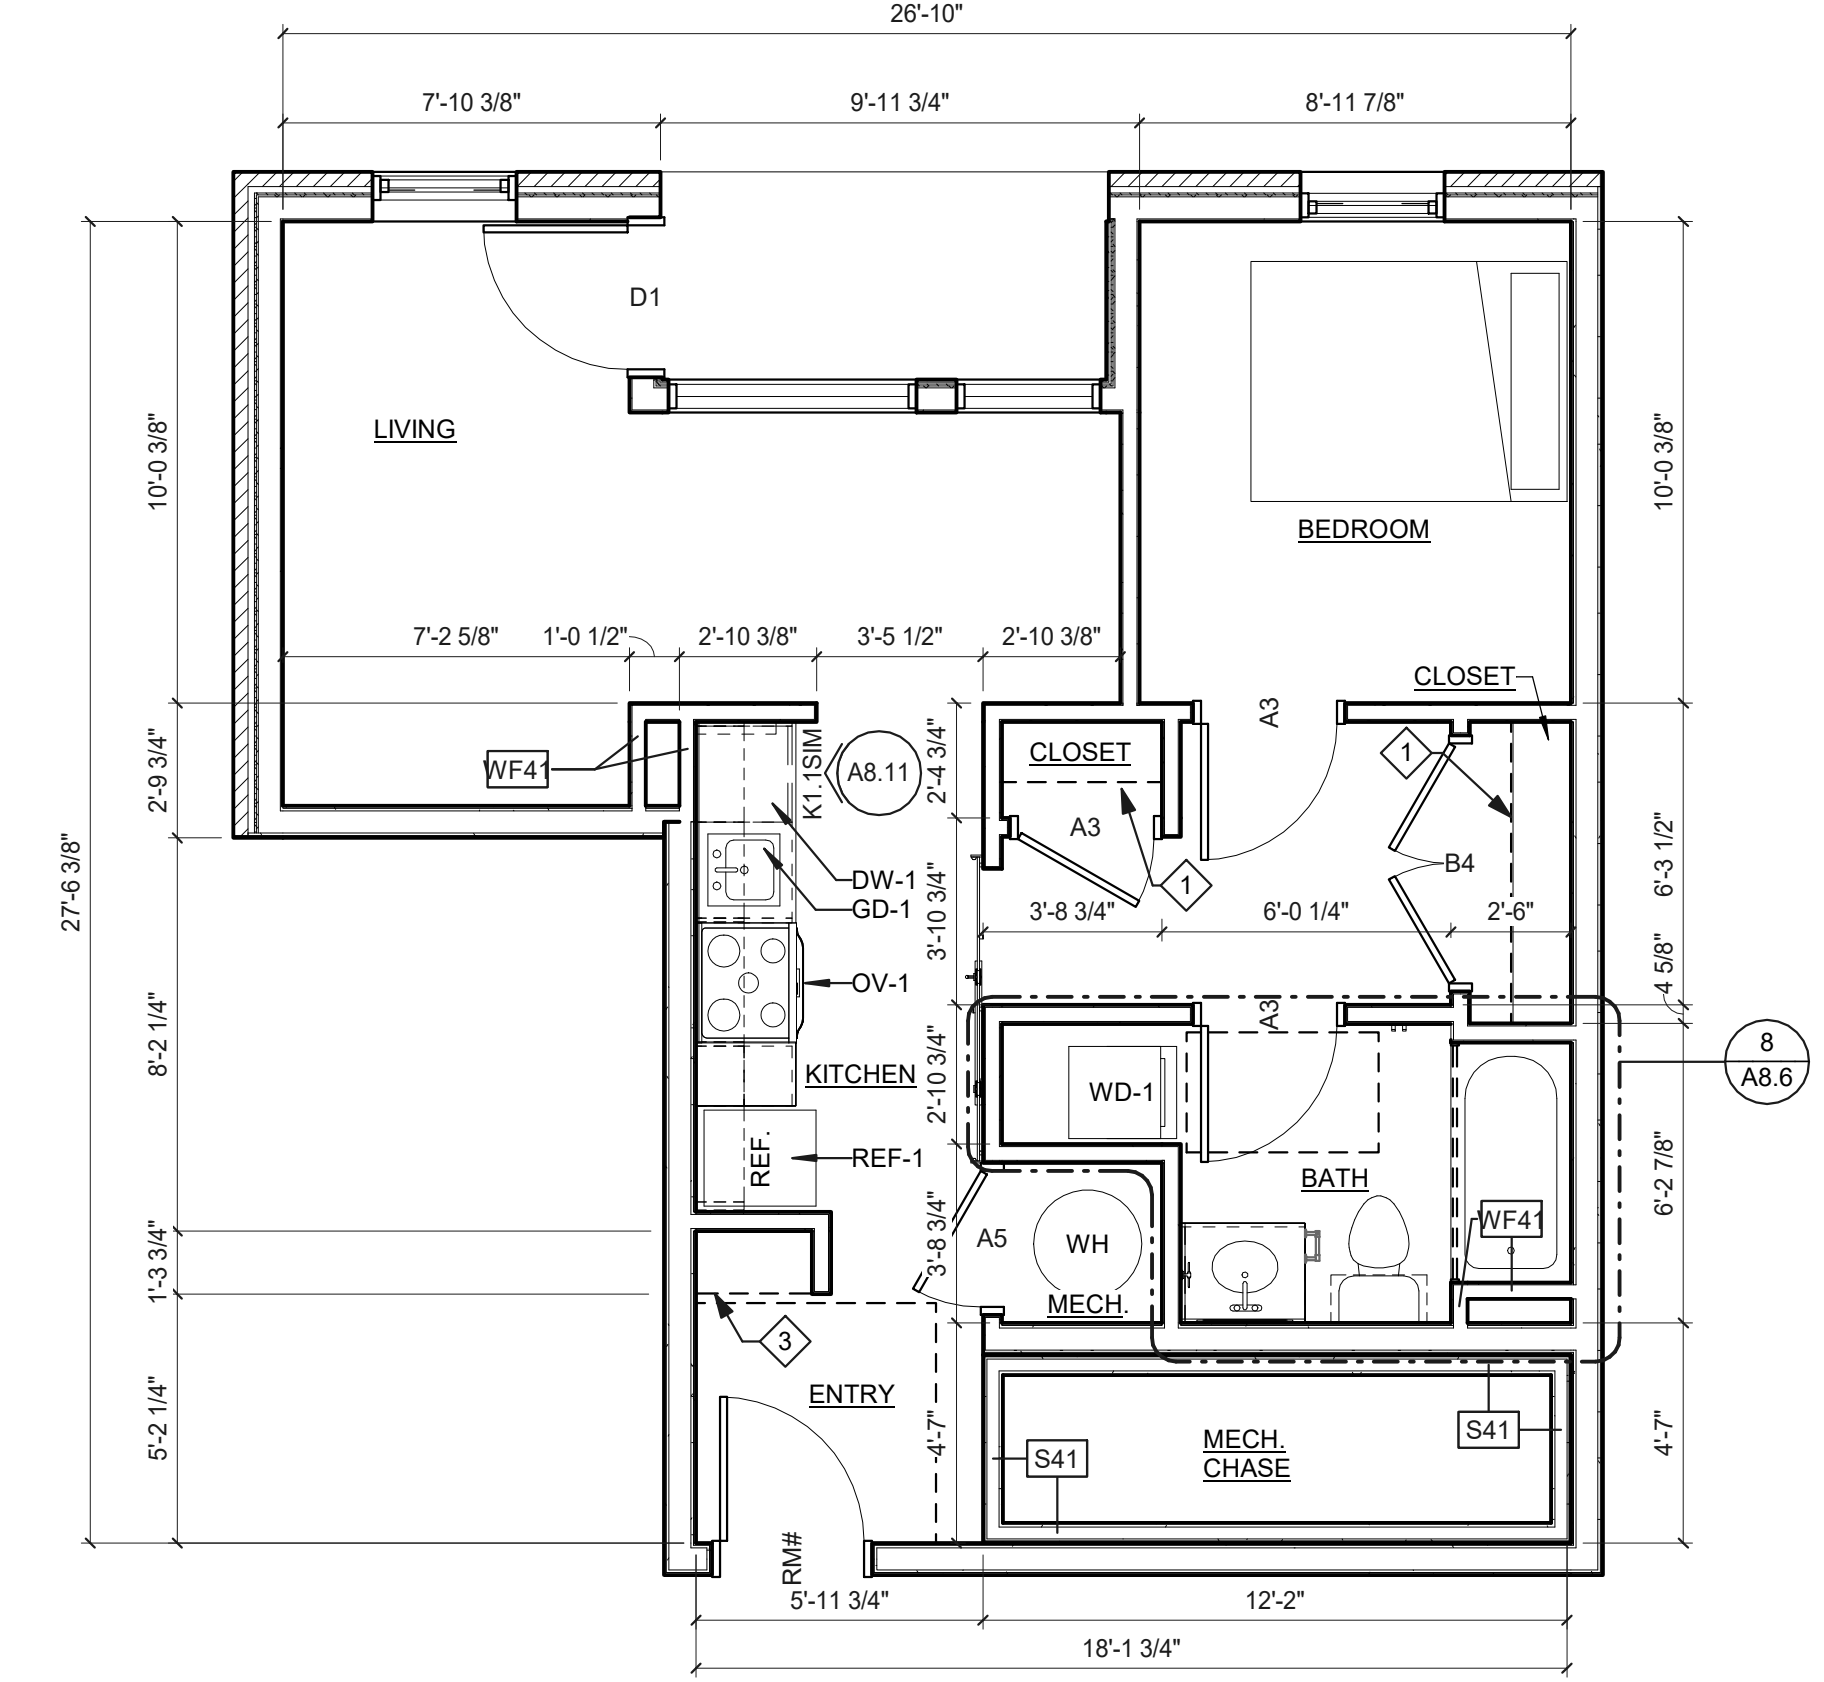 26'-10"
7'-10 3/8"
9'-11 3/4"
8'-11 7/8"
D1
LIVING
BEDROOM
10'-0 3/8"
10'-0 3/8"
7'-2 5/8"
1'-0 1/2"
2'-10 3/8"
3'-5 1/2"
2'-10 3/8"
CLOSET
A3
2'-9 3/4"
WF41
K1.1SIM
A8.11
2'-4 3/4"
CLOSET
1
A3
B4
6'-3 1/2"
27'-6 3/8"
DW-1
GD-1
1
3'-10 3/4"
3'-8 3/4"
6'-0 1/4"
2'-6"
OV-1
A3
4 5/8"
8'-2 1/4"
KITCHEN
2'-10 3/4"
WD-1
8
A8.6
REF.
REF-1
BATH
6'-2 7/8"
WF41
1'-3 3/4"
3'-8 3/4"
A5
WH
MECH.
3
ENTRY
5'-2 1/4"
4'-7"
S41
MECH.
CHASE
S41
4'-7"
RM#
5'-11 3/4"
12'-2"
18'-1 3/4"